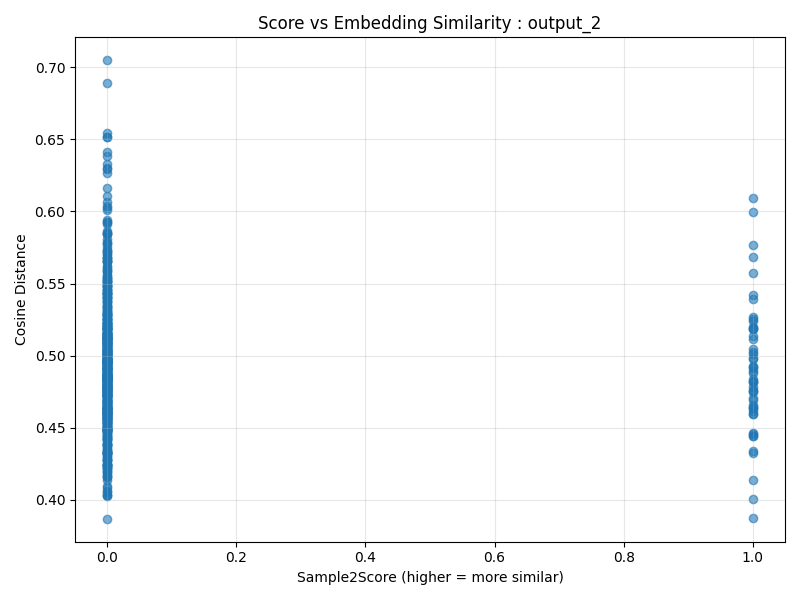 Score vs Embedding Similarity : output_2
Cosine Distance
0.70
0.65
0.60
0.55
0.50
0.45
0.40
0.0 0.2 0.4 0.6 0.8 1.0
Sample2Score (higher = more similar)